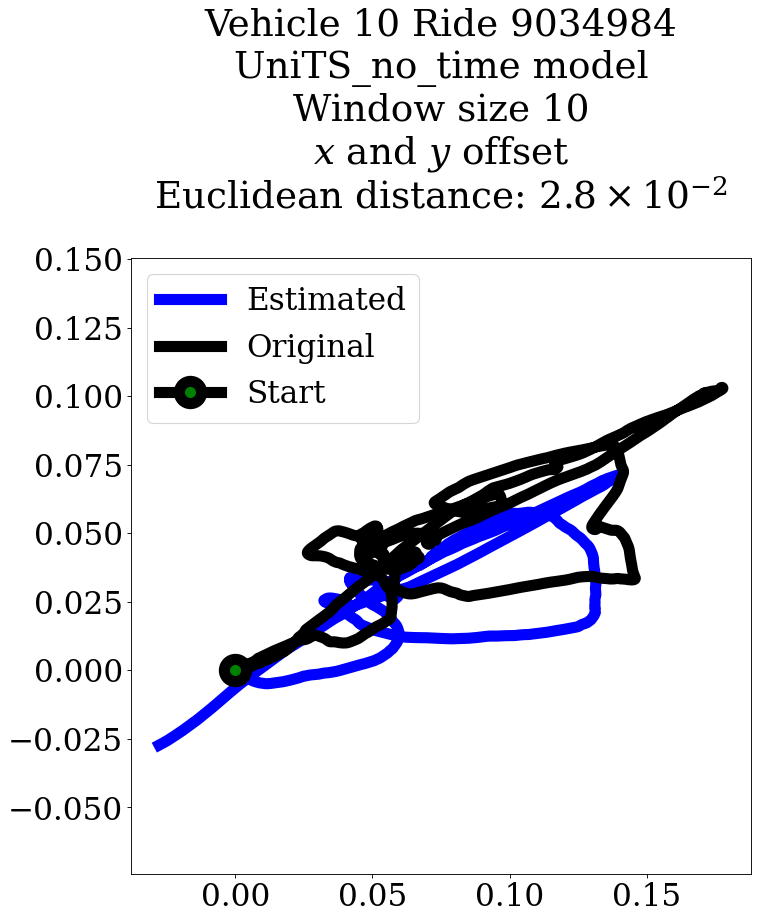 Vehicle 10 Ride 9034984
UniTS_no_time model
Window size 10
x and y offset
Euclidean distance: 2.8 × 10⁻²
0.150
0.125
0.100
0.075
0.050
0.025
0.000
−0.025
−0.050
Estimated
Original
Start
0.00 0.05 0.10 0.15